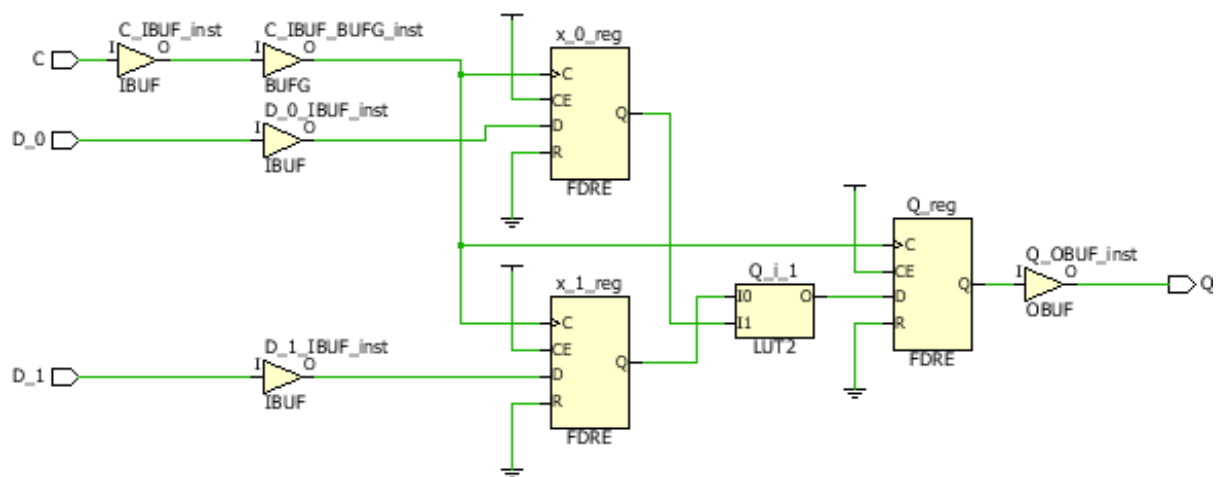 C_IBUF_inst
C_IBUF_BUFG_inst
x_0_reg
C
I
O
IBUF
I
O
BUFG
C
CE
D
R
Q
FDRE
D_0_IBUF_inst
D_0
I
O
IBUF
Q_reg
C
CE
D
R
Q
FDRE
Q_OBUF_inst
I
O
OBUF
Q
x_1_reg
C
CE
D
R
Q
FDRE
Q_i_1
I0
I1
O
LUT2
D_1_IBUF_inst
D_1
I
O
IBUF